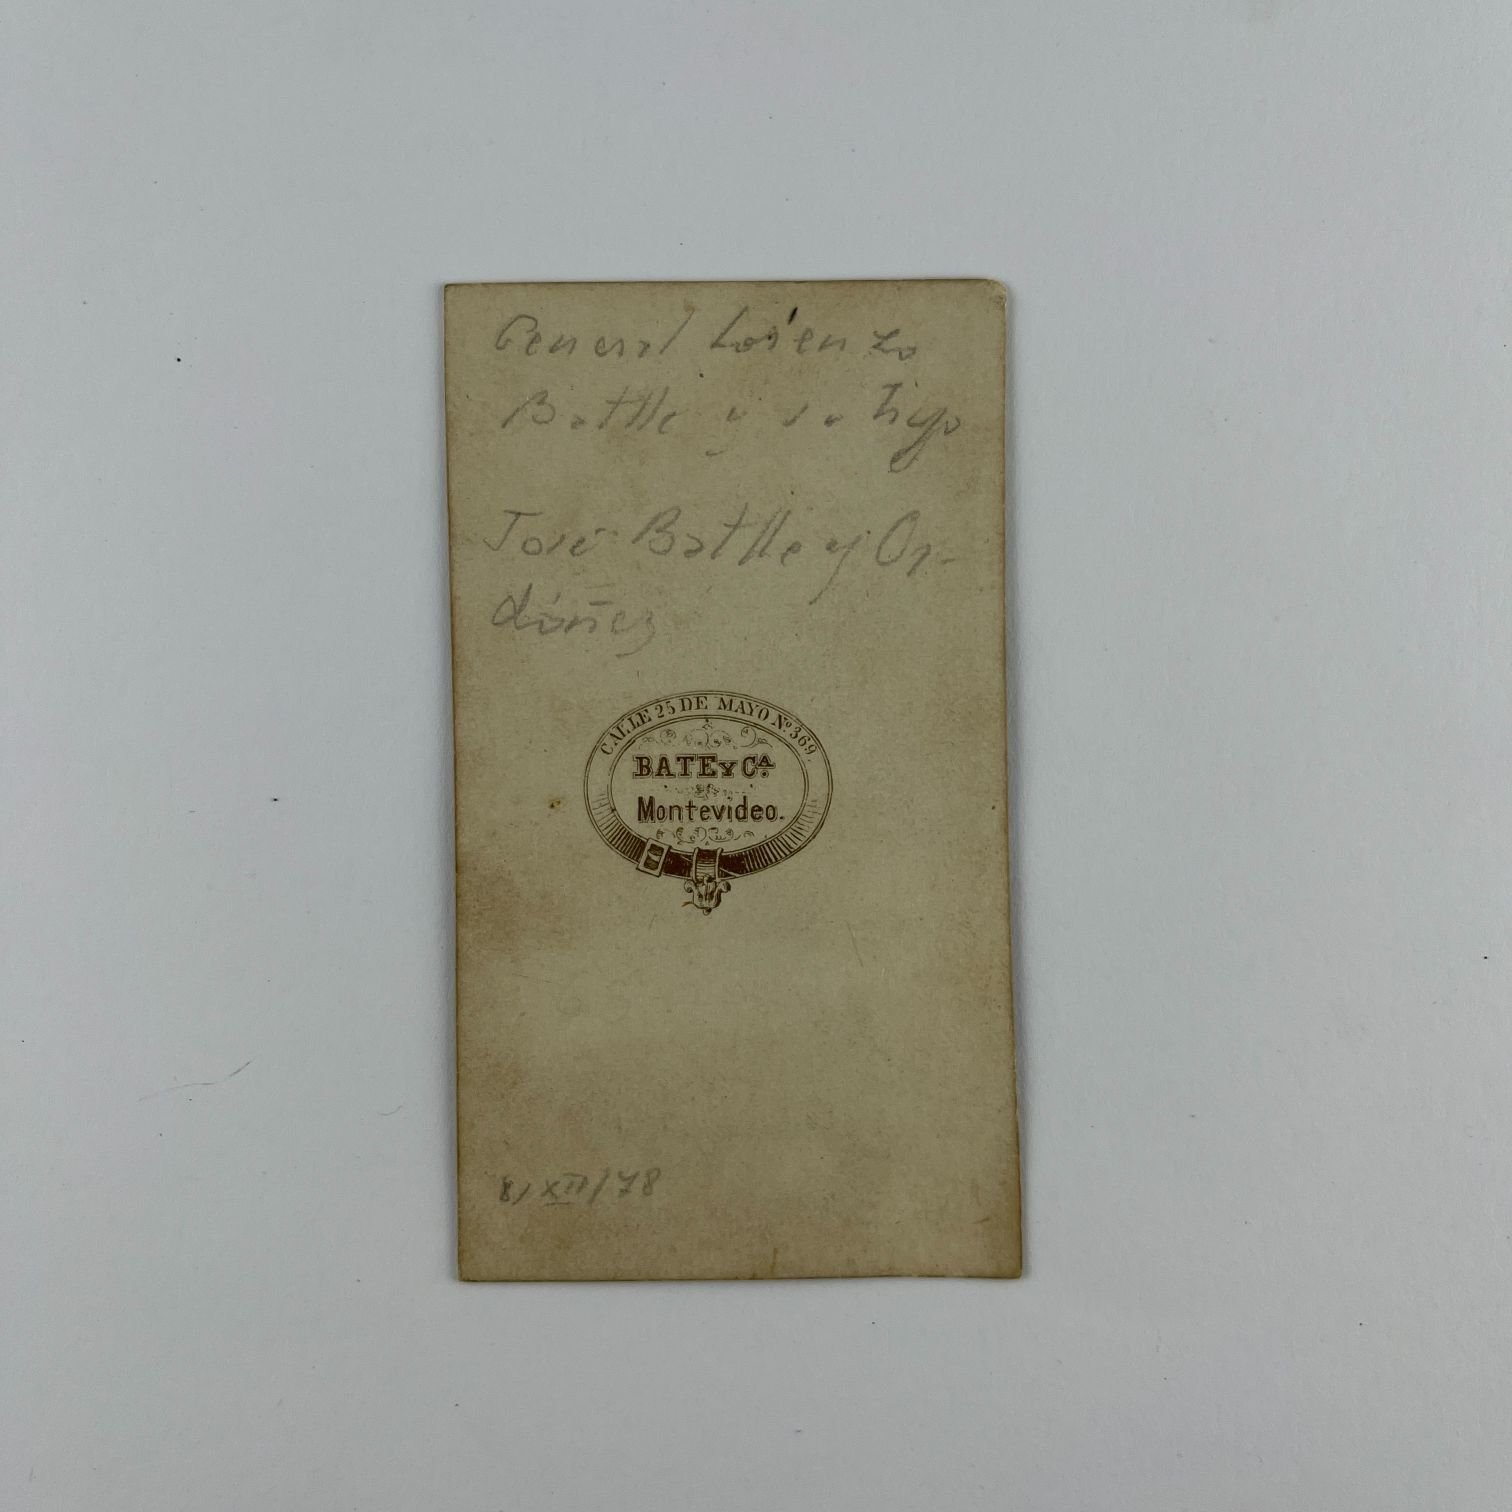 General Lorenzo
Batlle y su hijo
José Batlle y Or-
dóñez
CALLE 25 DE MAYO Nº 369.
BATE Y CA.
Montevideo.
8/XII/78